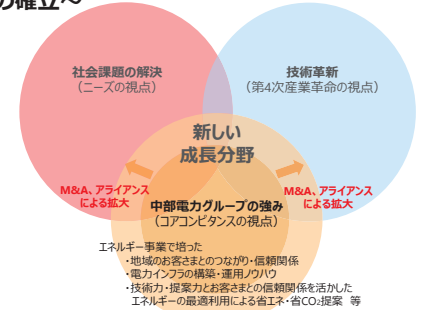 の確立～
社会課題の解決
（ニーズの視点）
技術革新
（第4次産業革命の視点）
新しい
成長分野
M&A、アライアンス
による拡大
M&A、アライアンス
による拡大
中部電力グループの強み
（コアコンピタンスの視点）
エネルギー事業で培った
・地域のお客さまとのつながり・信頼関係
・電力インフラの構築・運用ノウハウ
・技術力・提案力とお客さまとの信頼関係を活かした
エネルギーの最適利用による省エネ・省CO₂提案 等